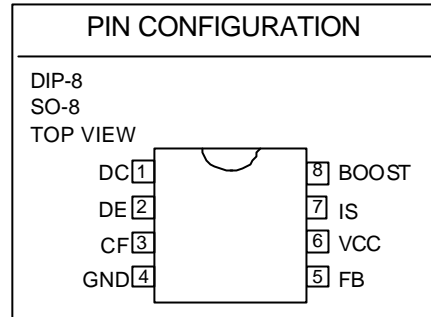 PIN CONFIGURATION
DIP-8
SO-8
TOP VIEW
DC 1
DE 2
CF 3
GND 4
8 BOOST
7 IS
6 VCC
5 FB